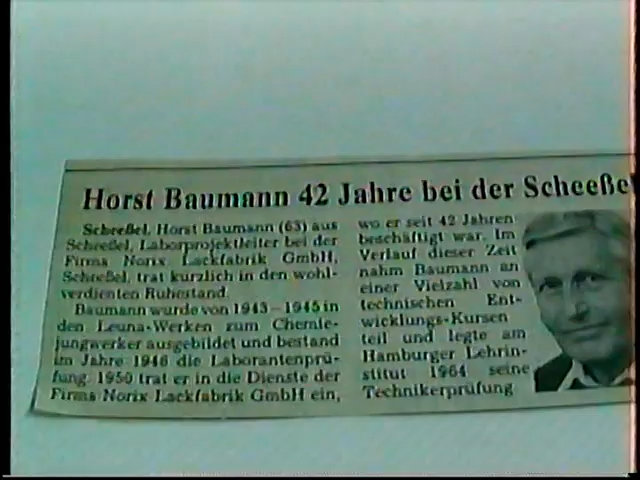 Horst Baumann 42 Jahre bei der Scheeße
Scheeßel. Horst Baumann (63) aus
Scheeßel, Laborprojektleiter bei der
Firma Norix Lackfabrik GmbH,
Scheeßel, trat kürzlich in den wohl-
verdienten Ruhestand.
Baumann wurde von 1943–1945 in
den Leuna-Werken zum Chemie-
jungwerker ausgebildet und bestand
im Jahre 1946 die Laborantenprü-
fung. 1950 trat er in die Dienste der
Firma Norix Lackfabrik GmbH ein,
wo er seit 42 Jahren
beschäftigt war. Im
Verlauf dieser Zeit
nahm Baumann an
einer Vielzahl von
technischen Ent-
wicklungs-Kursen
teil und legte am
Hamburger Lehrin-
stitut 1964 seine
Technikerprüfung